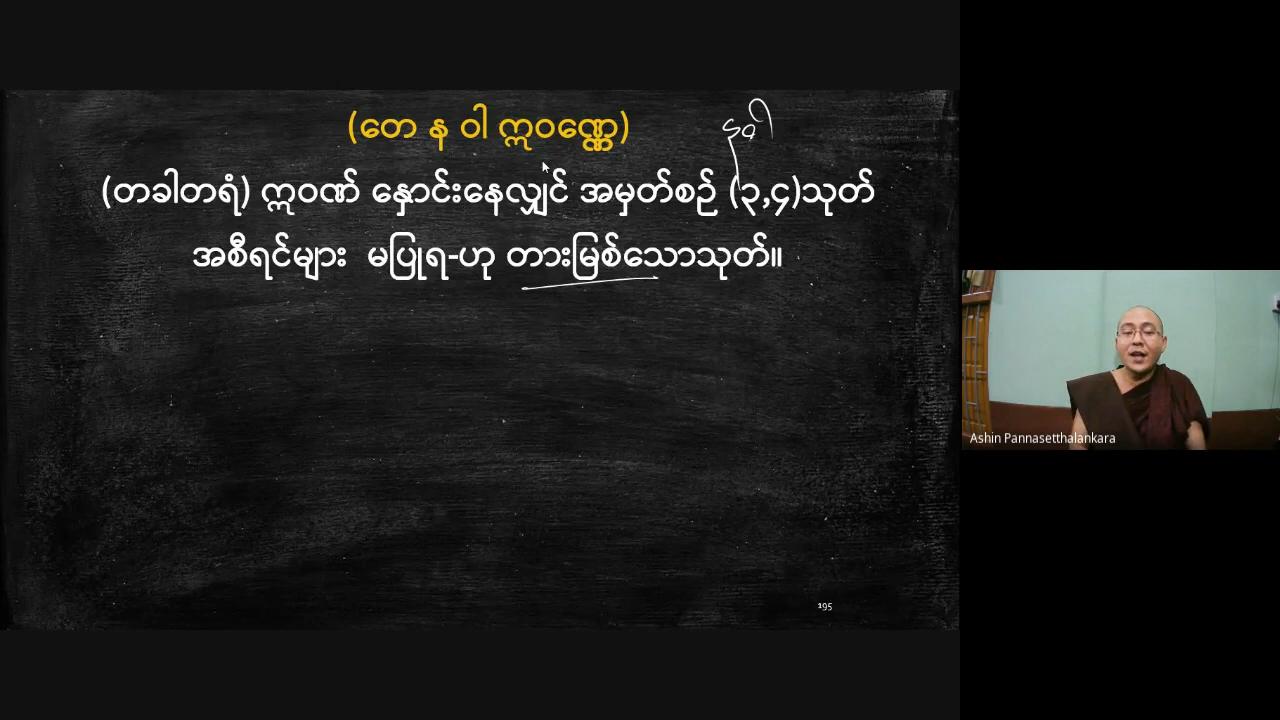 (တေ န ဝါ ဣဝဏ္ဏေ)
နဝါ
(တခါတရံ) ဣဝဏ် နှောင်းနေလျှင် အမှတ်စဉ် (၃,၄)သုတ်
အစီရင်များ မပြုရ-ဟု တားမြစ်သောသုတ်။
195
Ashin Pannasetthalankara